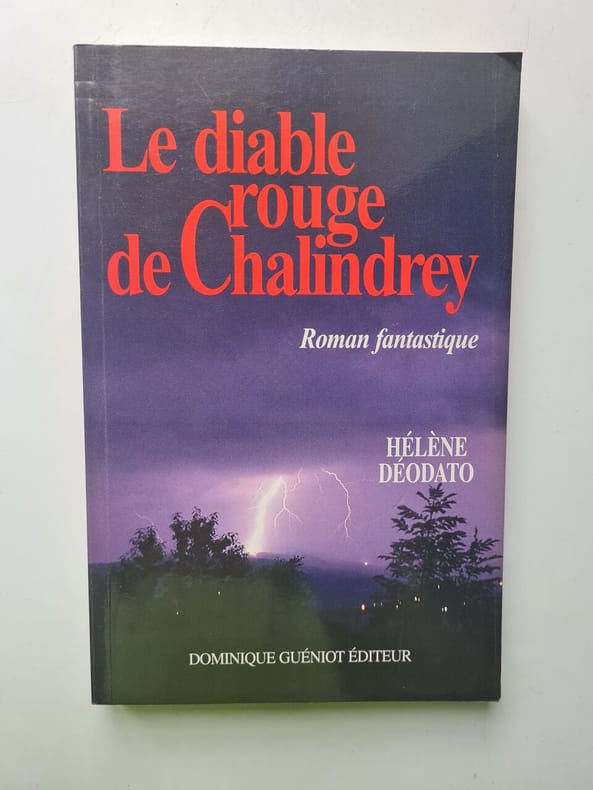 Le diable
rouge
de Chalindrey
Roman fantastique
HÉLÈNE
DÉODATO
DOMINIQUE GUÉNIOT ÉDITEUR